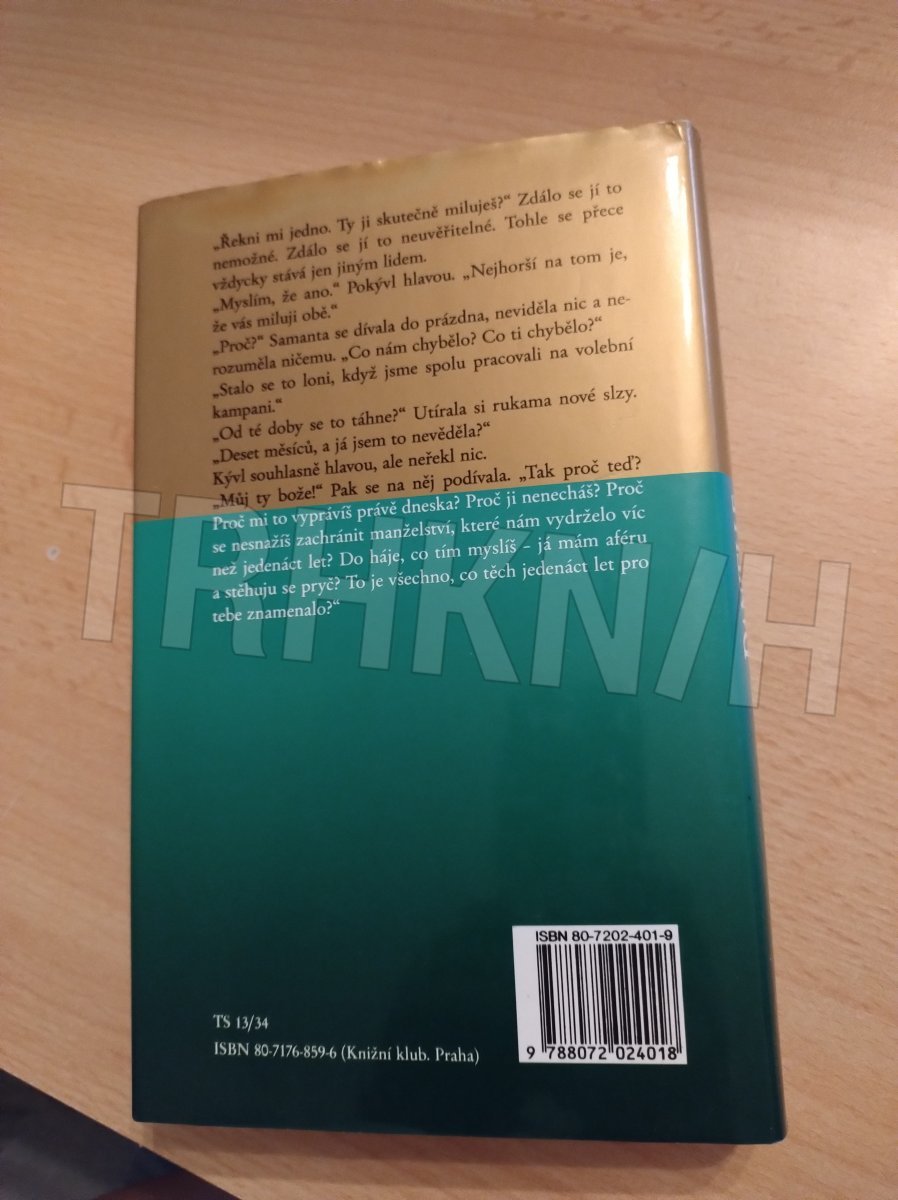 „Řekni mi jedno. Ty ji skutečně miluješ?“ Zdálo se jí to
nemožné. Zdálo se jí to neuvěřitelné. Tohle se přece
vždycky stává jen jiným lidem.
„Myslím, že ano.“ Pokývl hlavou. „Nejhorší na tom je,
že vás miluji obě.“
„Proč?“ Samanta se dívala do prázdna, neviděla nic a ne-
rozuměla ničemu. „Co nám chybělo? Co ti chybělo?“
„Stalo se to loni, když jsme spolu pracovali na volební
kampani.“
„Od té doby se to táhne?“ Utírala si rukama nové slzy.
„Deset měsíců, a já jsem to nevěděla?“
Kývl souhlasně hlavou, ale neřekl nic.
„Můj ty bože!“ Pak se na něj podívala. „Tak proč teď?
Proč mi to vyprávíš právě dneska? Proč ji nenecháš? Proč
se nesnažíš zachránit manželství, které nám vydrželo víc
než jedenáct let? Do háje, co tím myslíš – já mám aféru
a stěhuju se pryč? To je všechno, co těch jedenáct let pro
tebe znamenalo?“
TRHKNIH
ISBN 80-7202-401-9
9 788072 024018
TS 13/34
ISBN 80-7176-859-6 (Knižní klub. Praha)